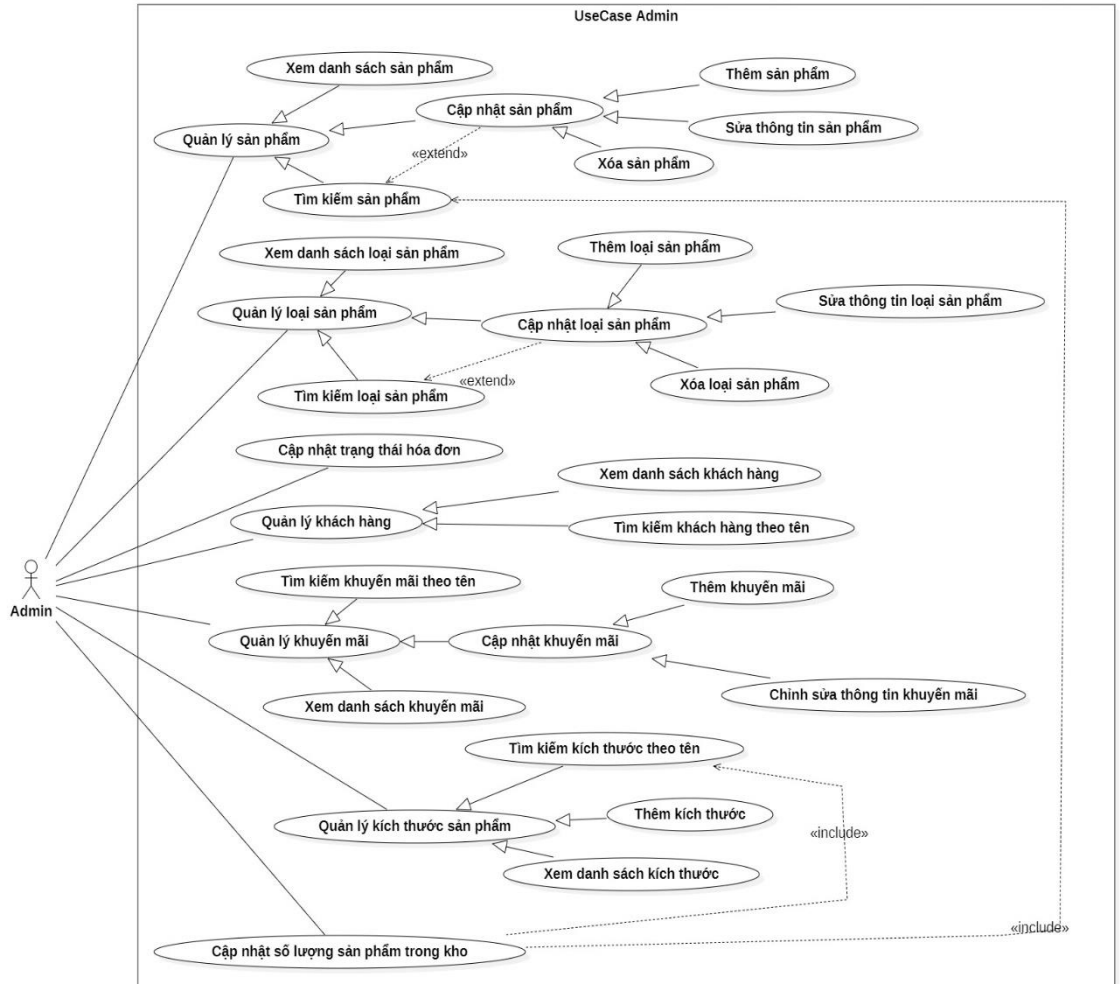 UseCase Admin
Xem danh sách sản phẩm
Thêm sản phẩm
Cập nhật sản phẩm
Sửa thông tin sản phẩm
Quản lý sản phẩm
«extend»
Xóa sản phẩm
Tìm kiếm sản phẩm
Xem danh sách loại sản phẩm
Thêm loại sản phẩm
Sửa thông tin loại sản phẩm
Quản lý loại sản phẩm
Cập nhật loại sản phẩm
«extend»
Xóa loại sản phẩm
Tìm kiếm loại sản phẩm
Cập nhật trạng thái hóa đơn
Xem danh sách khách hàng
Quản lý khách hàng
Tìm kiếm khách hàng theo tên
Admin
Tìm kiếm khuyến mãi theo tên
Thêm khuyến mãi
Quản lý khuyến mãi
Cập nhật khuyến mãi
Chỉnh sửa thông tin khuyến mãi
Xem danh sách khuyến mãi
Tìm kiếm kích thước theo tên
Thêm kích thước
Quản lý kích thước sản phẩm
«include»
Xem danh sách kích thước
«include»
Cập nhật số lượng sản phẩm trong kho